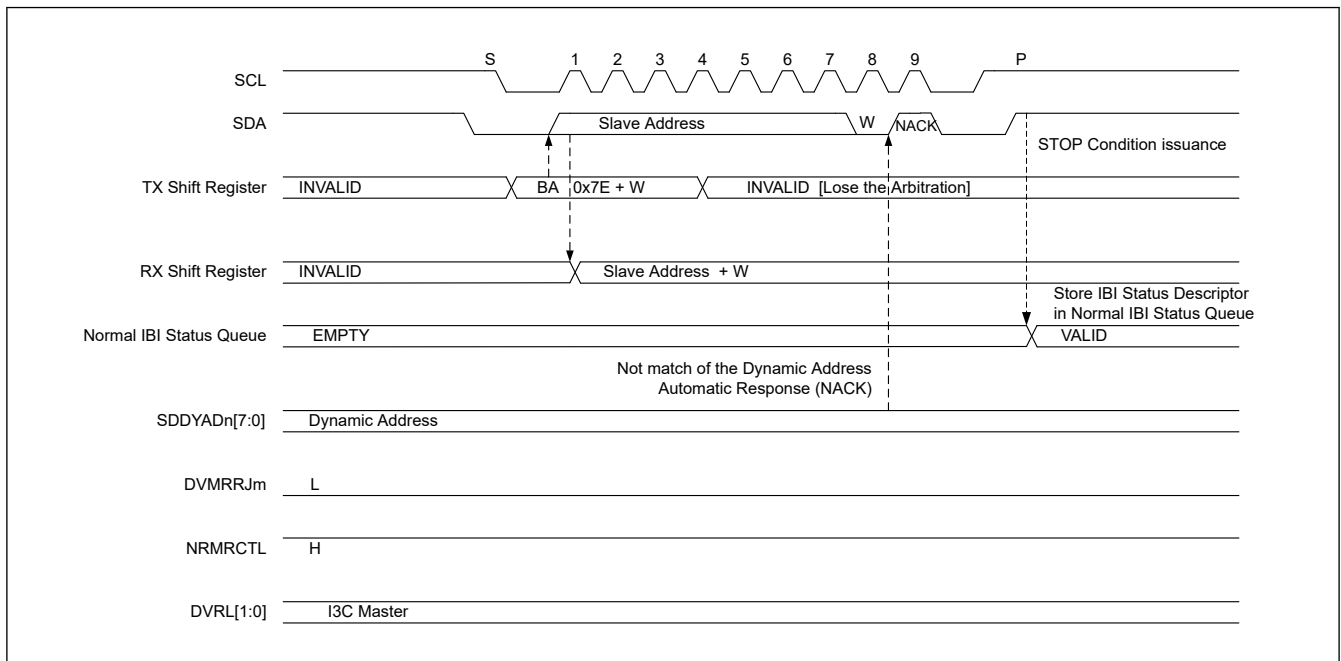 S 1 2 3 4 5 6 7 8 9 P
SCL
SDA Slave Address W NACK
STOP Condition issuance
TX Shift Register INVALID BA 0x7E + W INVALID [Lose the Arbitration]
RX Shift Register INVALID Slave Address + W
Store IBI Status Descriptor
in Normal IBI Status Queue
Normal IBI Status Queue EMPTY VALID
Not match of the Dynamic Address
Automatic Response (NACK)
SDDYADn[7:0] Dynamic Address
DVMRRJm L
NRMRCTL H
DVRL[1:0] I3C Master